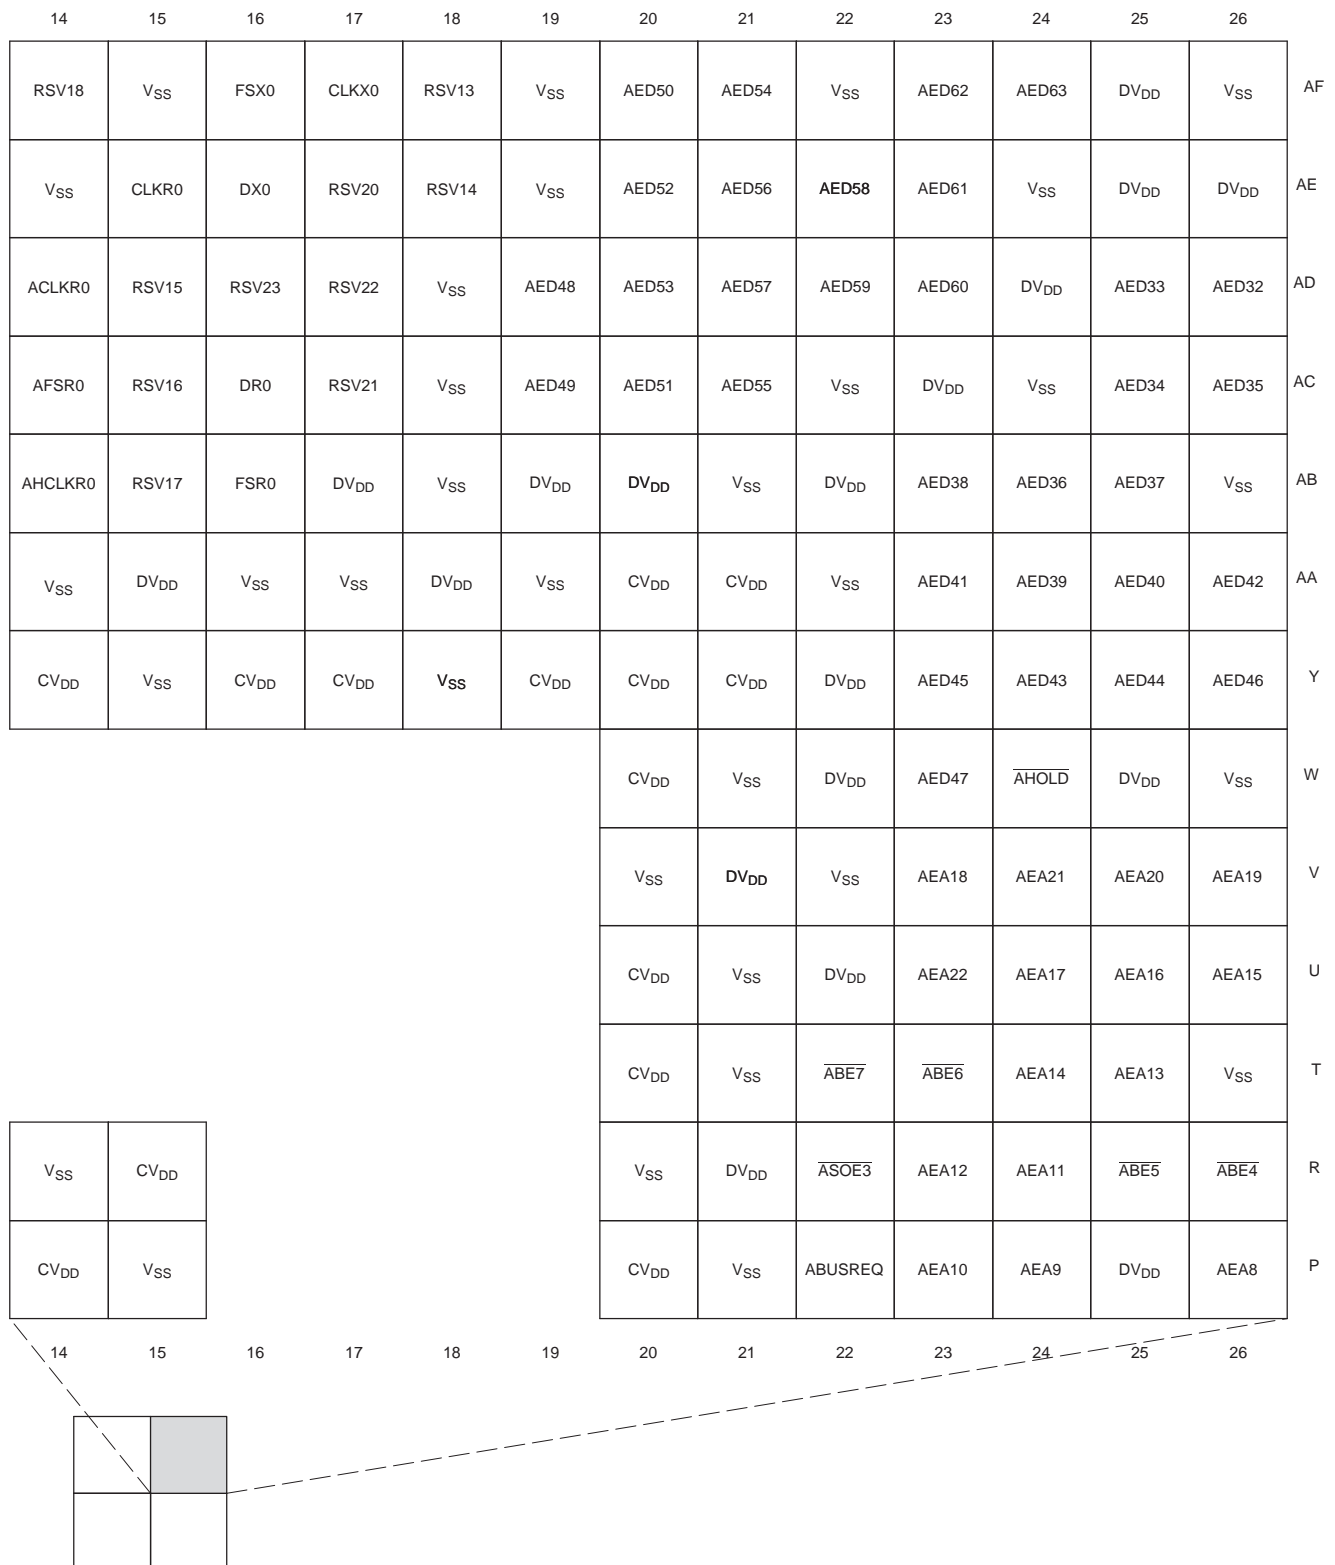 14 15 16 17 18 19 20 21 22 23 24 25 26
RSV18 VSS FSX0 CLKX0 RSV13 VSS AED50 AED54 VSS AED62 AED63 DVDD VSS AF
VSS CLKR0 DX0 RSV20 RSV14 VSS AED52 AED56 AED58 AED61 VSS DVDD DVDD AE
ACLKR0 RSV15 RSV23 RSV22 VSS AED48 AED53 AED57 AED59 AED60 DVDD AED33 AED32 AD
AFSR0 RSV16 DR0 RSV21 VSS AED49 AED51 AED55 VSS DVDD VSS AED34 AED35 AC
AHCLKR0 RSV17 FSR0 DVDD VSS DVDD DVDD VSS DVDD AED38 AED36 AED37 VSS AB
VSS DVDD VSS VSS DVDD VSS CVDD CVDD VSS AED41 AED39 AED40 AED42 AA
CVDD VSS CVDD CVDD VSS CVDD CVDD CVDD DVDD AED45 AED43 AED44 AED46 Y
CVDD VSS DVDD AED47 AHOLD DVDD VSS W
VSS DVDD VSS AEA18 AEA21 AEA20 AEA19 V
CVDD VSS DVDD AEA22 AEA17 AEA16 AEA15 U
CVDD VSS ABE7 ABE6 AEA14 AEA13 VSS T
VSS CVDD VSS DVDD ASOE3 AEA12 AEA11 ABE5 ABE4 R
CVDD VSS CVDD VSS ABUSREQ AEA10 AEA9 DVDD AEA8 P
14 15 16 17 18 19 20 21 22 23 24 25 26